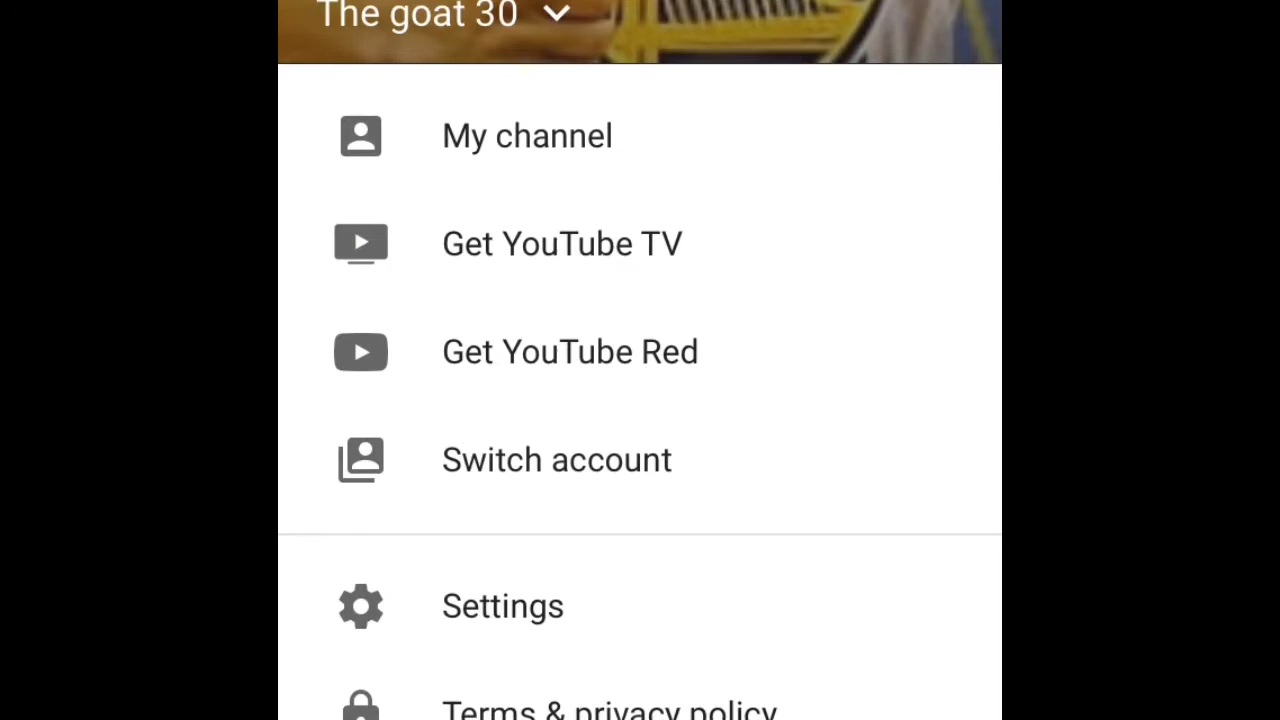 The goat 30
My channel
Get YouTube TV
Get YouTube Red
Switch account
Settings
Terms & privacy policy